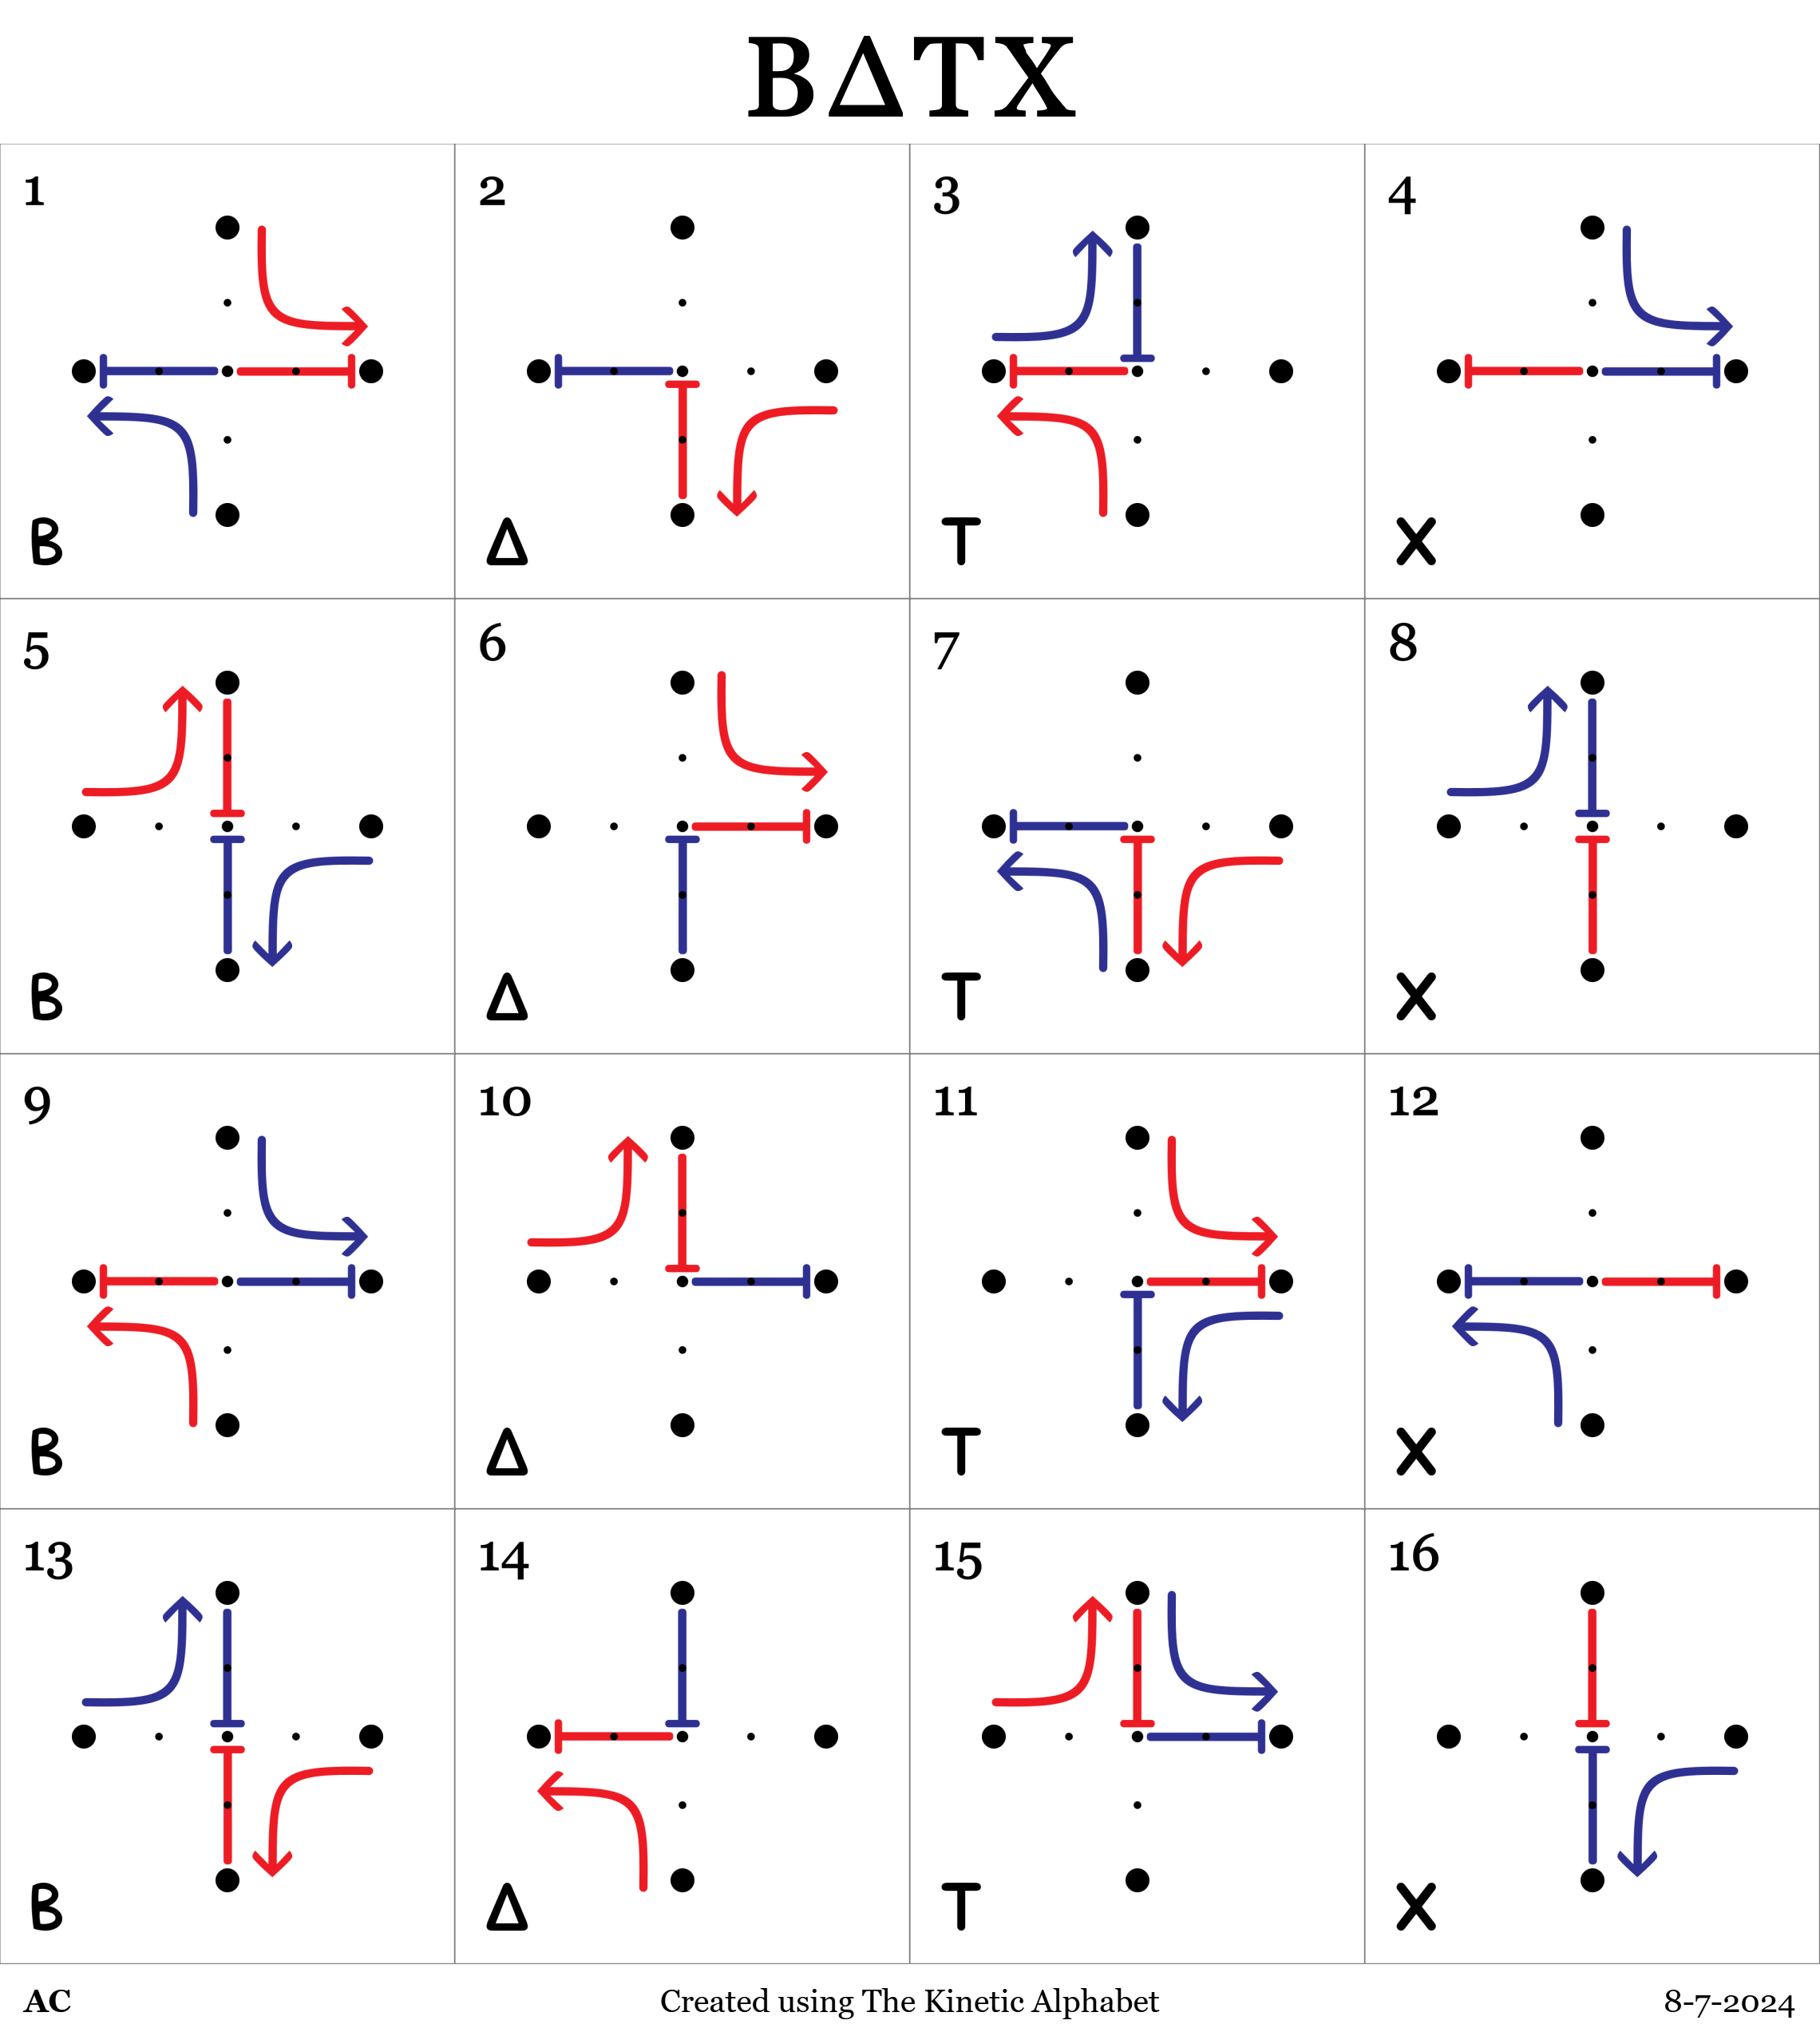 BΔTX
1 2 3 4
B Δ T X
5 6 7 8
B Δ T X
9 10 11 12
B Δ T X
13 14 15 16
B Δ T X
AC Created using The Kinetic Alphabet 8-7-2024